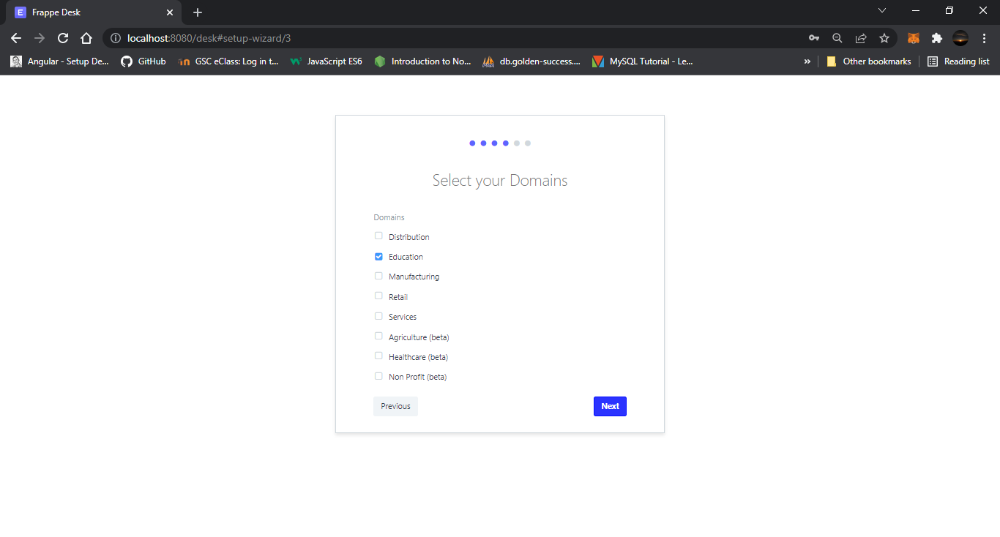 E Frappe Desk
localhost:8080/desk#setup-wizard/3
Angular - Setup De... GitHub GSC eClass: Log in t... JavaScript ES6 Introduction to No... db.golden-success.... MySQL Tutorial - Le... » Other bookmarks Reading list
Select your Domains
Domains
Distribution
Education
Manufacturing
Retail
Services
Agriculture (beta)
Healthcare (beta)
Non Profit (beta)
Previous Next